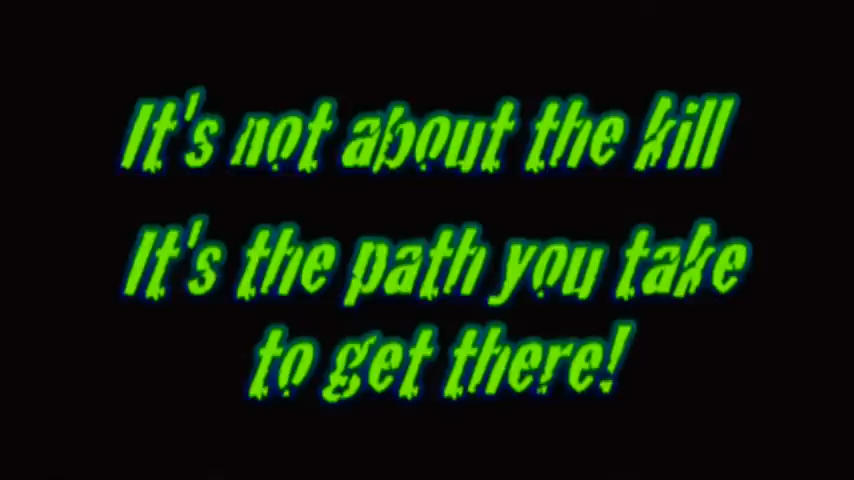 It's not about the kill
It's the path you take
to get there!